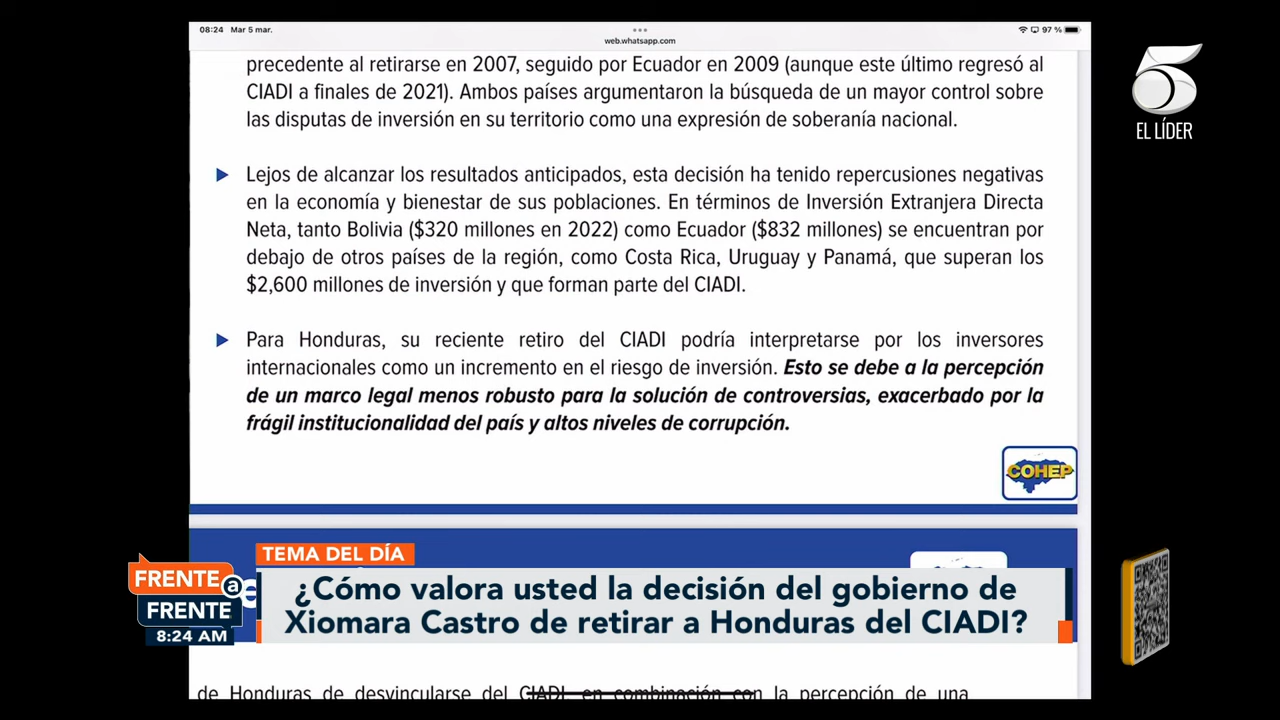 08:24 Mar 5 mar.
97 %
web.whatsapp.com
precedente al retirarse en 2007, seguido por Ecuador en 2009 (aunque este último regresó al
CIADI a finales de 2021). Ambos países argumentaron la búsqueda de un mayor control sobre
las disputas de inversión en su territorio como una expresión de soberanía nacional.
Lejos de alcanzar los resultados anticipados, esta decisión ha tenido repercusiones negativas
en la economía y bienestar de sus poblaciones. En términos de Inversión Extranjera Directa
Neta, tanto Bolivia ($320 millones en 2022) como Ecuador ($832 millones) se encuentran por
debajo de otros países de la región, como Costa Rica, Uruguay y Panamá, que superan los
$2,600 millones de inversión y que forman parte del CIADI.
Para Honduras, su reciente retiro del CIADI podría interpretarse por los inversores
internacionales como un incremento en el riesgo de inversión. Esto se debe a la percepción
de un marco legal menos robusto para la solución de controversias, exacerbado por la
frágil institucionalidad del país y altos niveles de corrupción.
COHEP
5
EL LÍDER
TEMA DEL DÍA
FRENTE a
FRENTE
8:24 AM
¿Cómo valora usted la decisión del gobierno de
Xiomara Castro de retirar a Honduras del CIADI?
de Honduras de desvincularse del CIADI, en combinación con la percepción de una